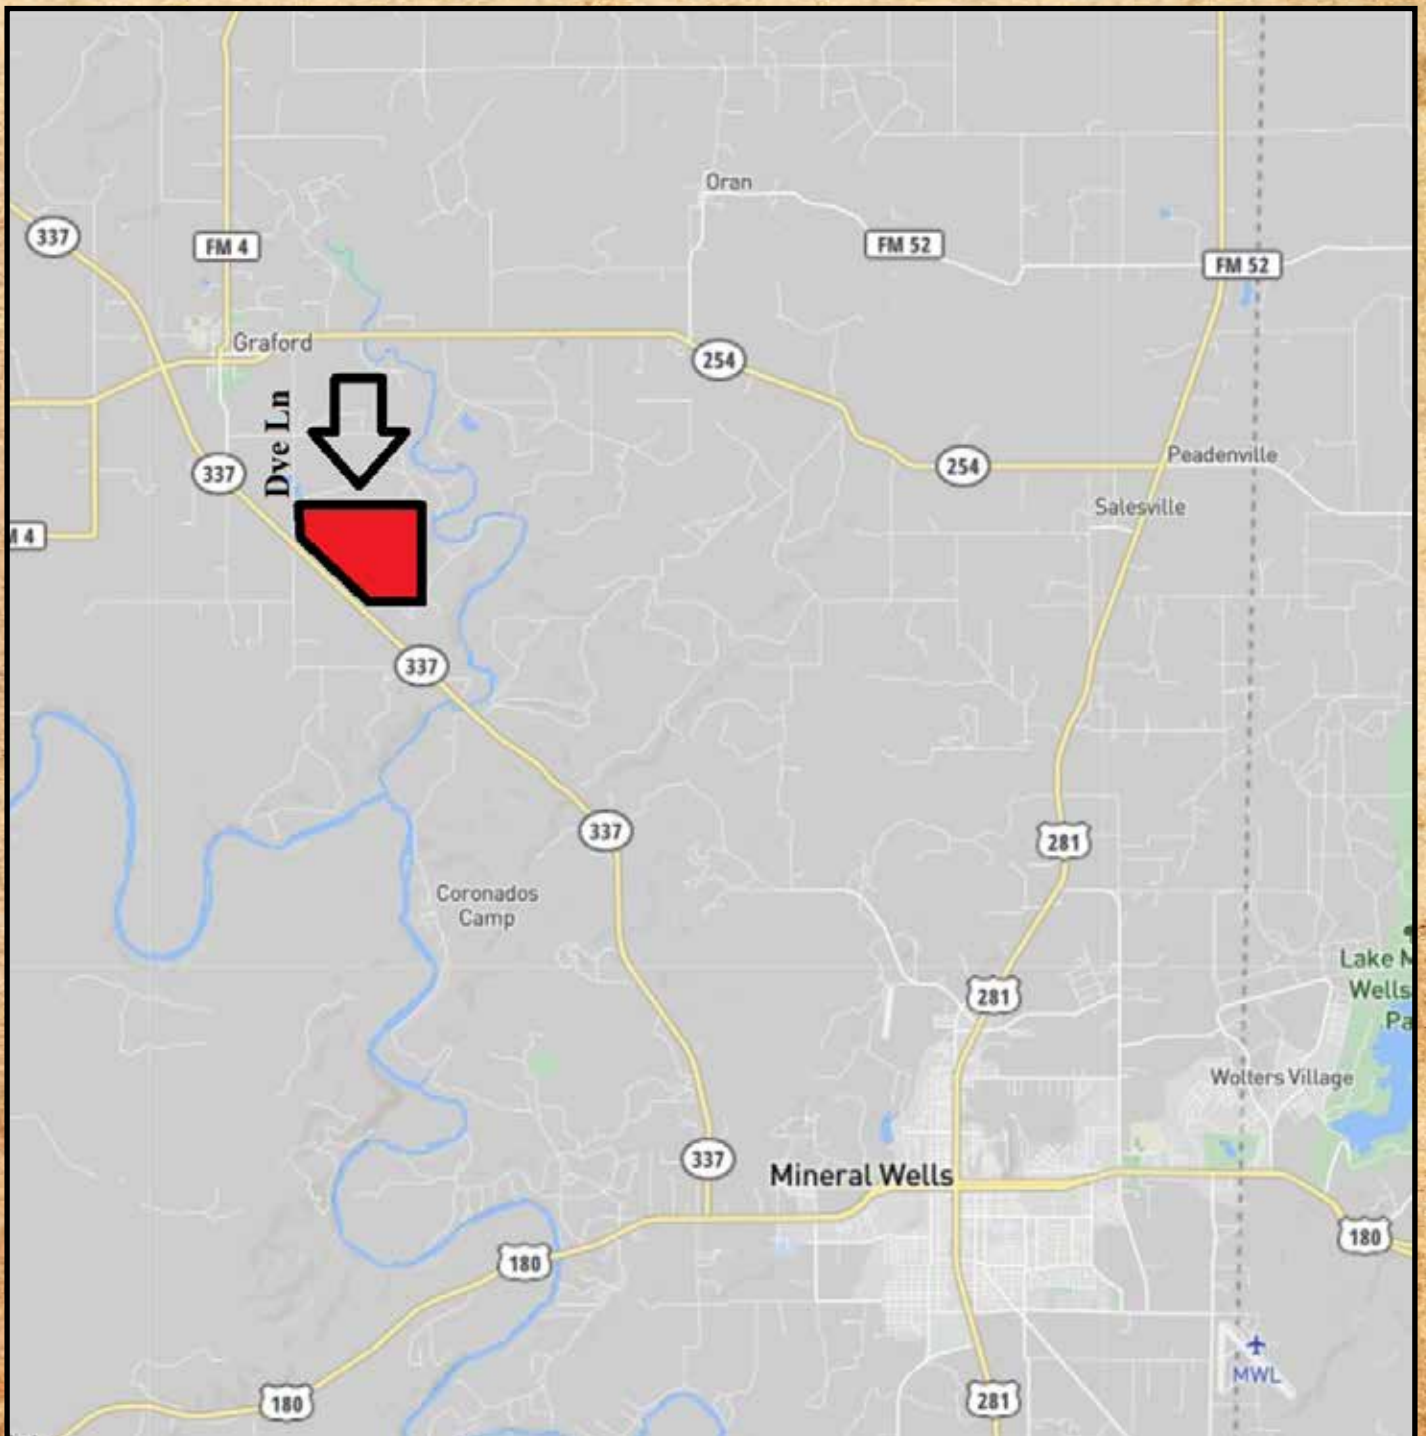 Oran
337
FM 4
FM 52
FM 52
Graford
254
Dye Ln
337
254
Peadenville
Salesville
M 4
337
337
281
Coronados
Camp
281
Lake M
Wells
Pa
Wolters Village
337
Mineral Wells
180
180
MWL
180
281